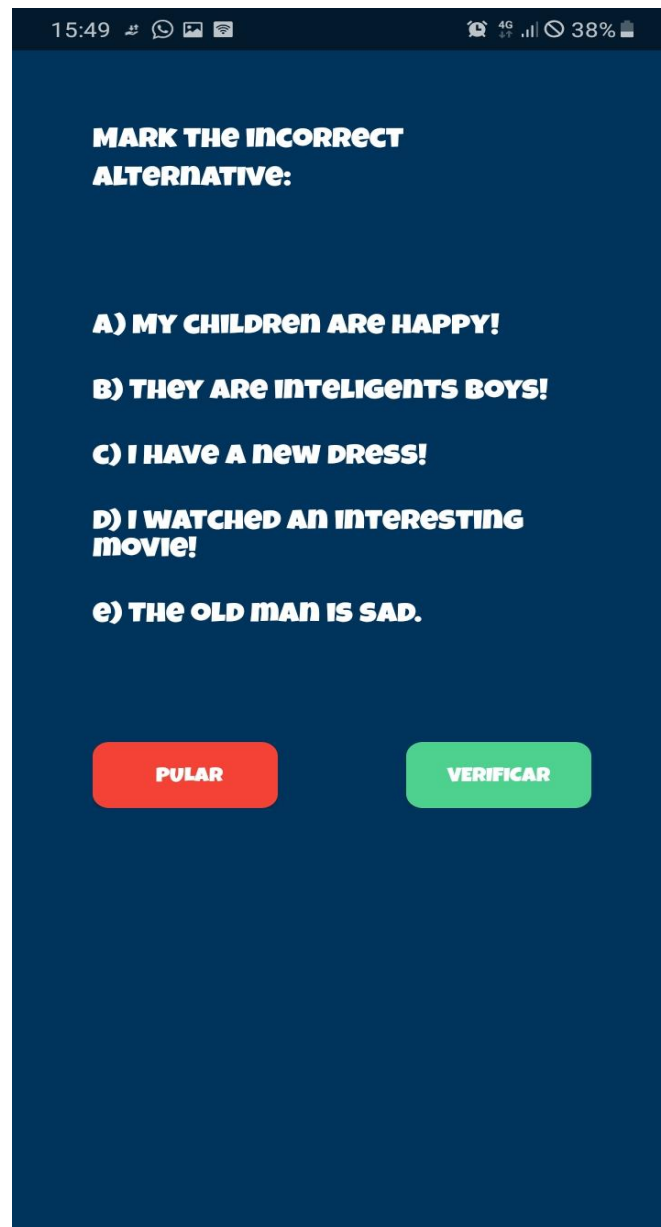 15:49
4G
38%
MARK THE INCORRECT
ALTERNATIVE:
A) MY CHILDREN ARE HAPPY!
B) THEY ARE INTELIGENTS BOYS!
C) I HAVE A NEW DRESS!
D) I WATCHED AN INTERESTING
MOVIE!
E) THE OLD MAN IS SAD.
PULAR
VERIFICAR